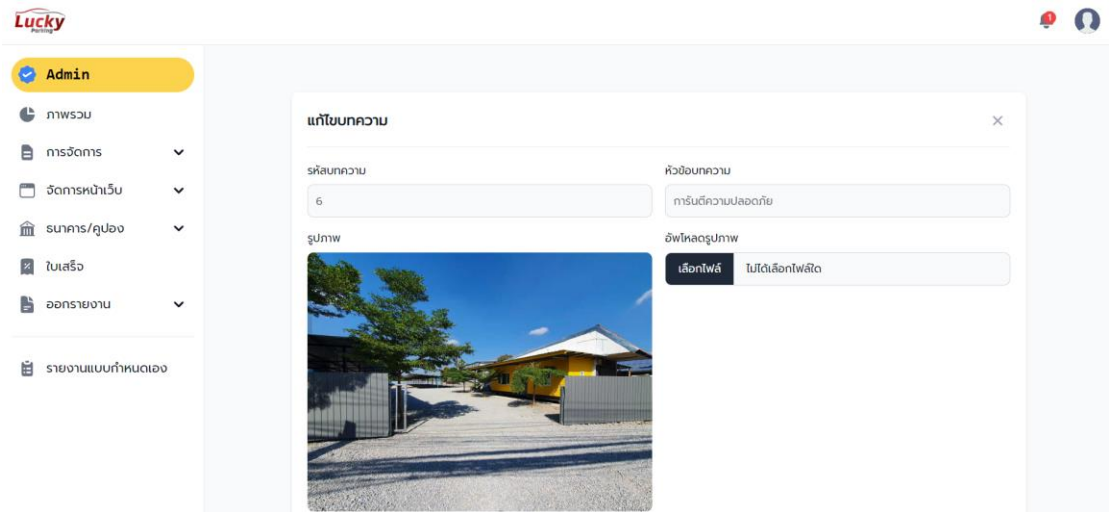 Lucky
Parking
1
Admin
ภาพรวม
การจัดการ
จัดการหน้าเว็บ
ธนาคาร/คูปอง
ใบเสร็จ
ออกรายงาน
รายงานแบบกำหนดเอง
แก้ไขบทความ
รหัสบทความ
หัวข้อบทความ
6
การันตีความปลอดภัย
รูปภาพ
อัพโหลดรูปภาพ
เลือกไฟล์ ไม่ได้เลือกไฟล์ใด